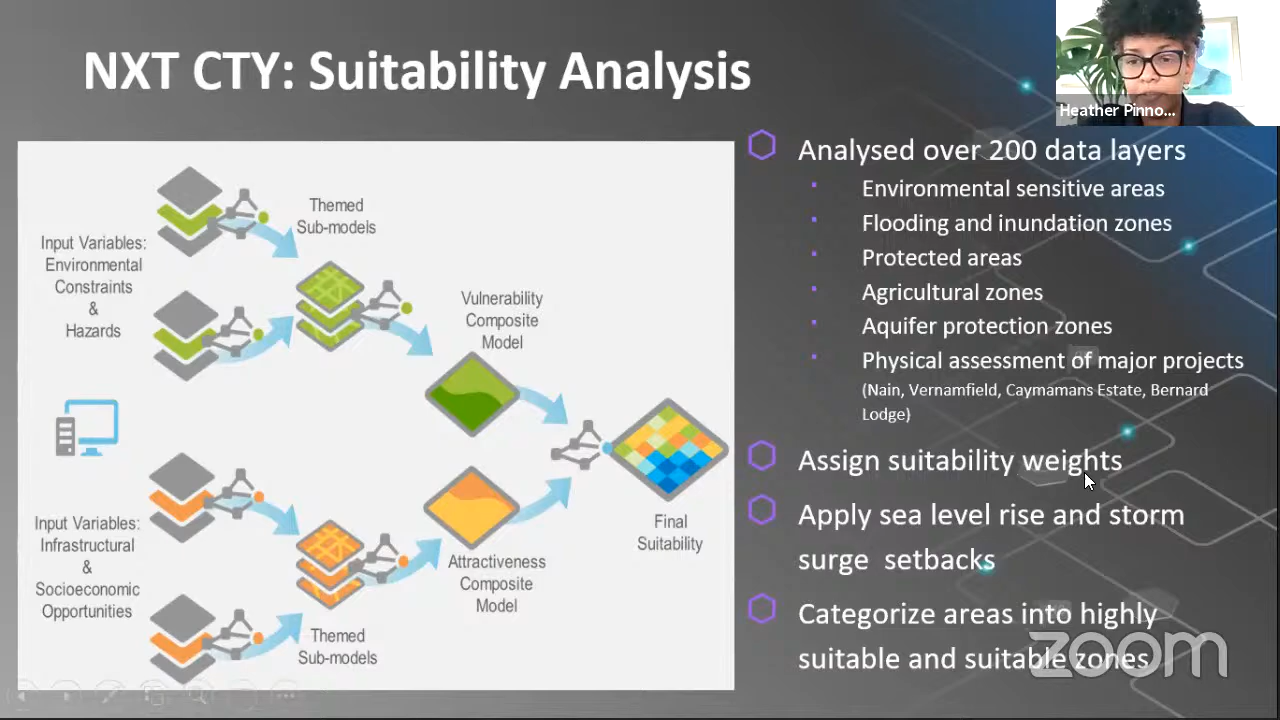 NXT CTY: Suitability Analysis
Heather Pinno...
Input Variables:
Environmental
Constraints
&
Hazards
Themed
Sub-models
Vulnerability
Composite
Model
Final
Suitability
Input Variables:
Infrastructural
&
Socioeconomic
Opportunities
Attractiveness
Composite
Model
Themed
Sub-models
Analysed over 200 data layers
Environmental sensitive areas
Flooding and inundation zones
Protected areas
Agricultural zones
Aquifer protection zones
Physical assessment of major projects
(Nain, Vernamfield, Caymamans Estate, Bernard
Lodge)
Assign suitability weights
Apply sea level rise and storm
surge setbacks
Categorize areas into highly
suitable and suitable zones
zoom